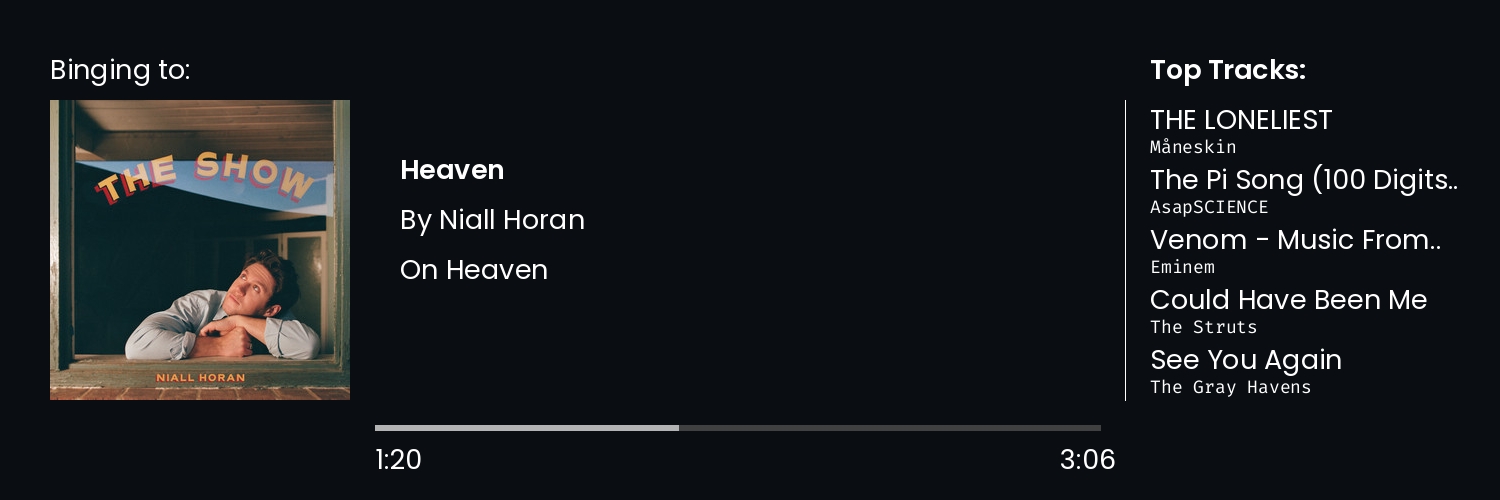 Binging to:
THE SHOW
NIALL HORAN
Heaven
By Niall Horan
On Heaven
1:20
3:06
Top Tracks:
THE LONELIEST
Måneskin
The Pi Song (100 Digits..
AsapSCIENCE
Venom - Music From..
Eminem
Could Have Been Me
The Struts
See You Again
The Gray Havens